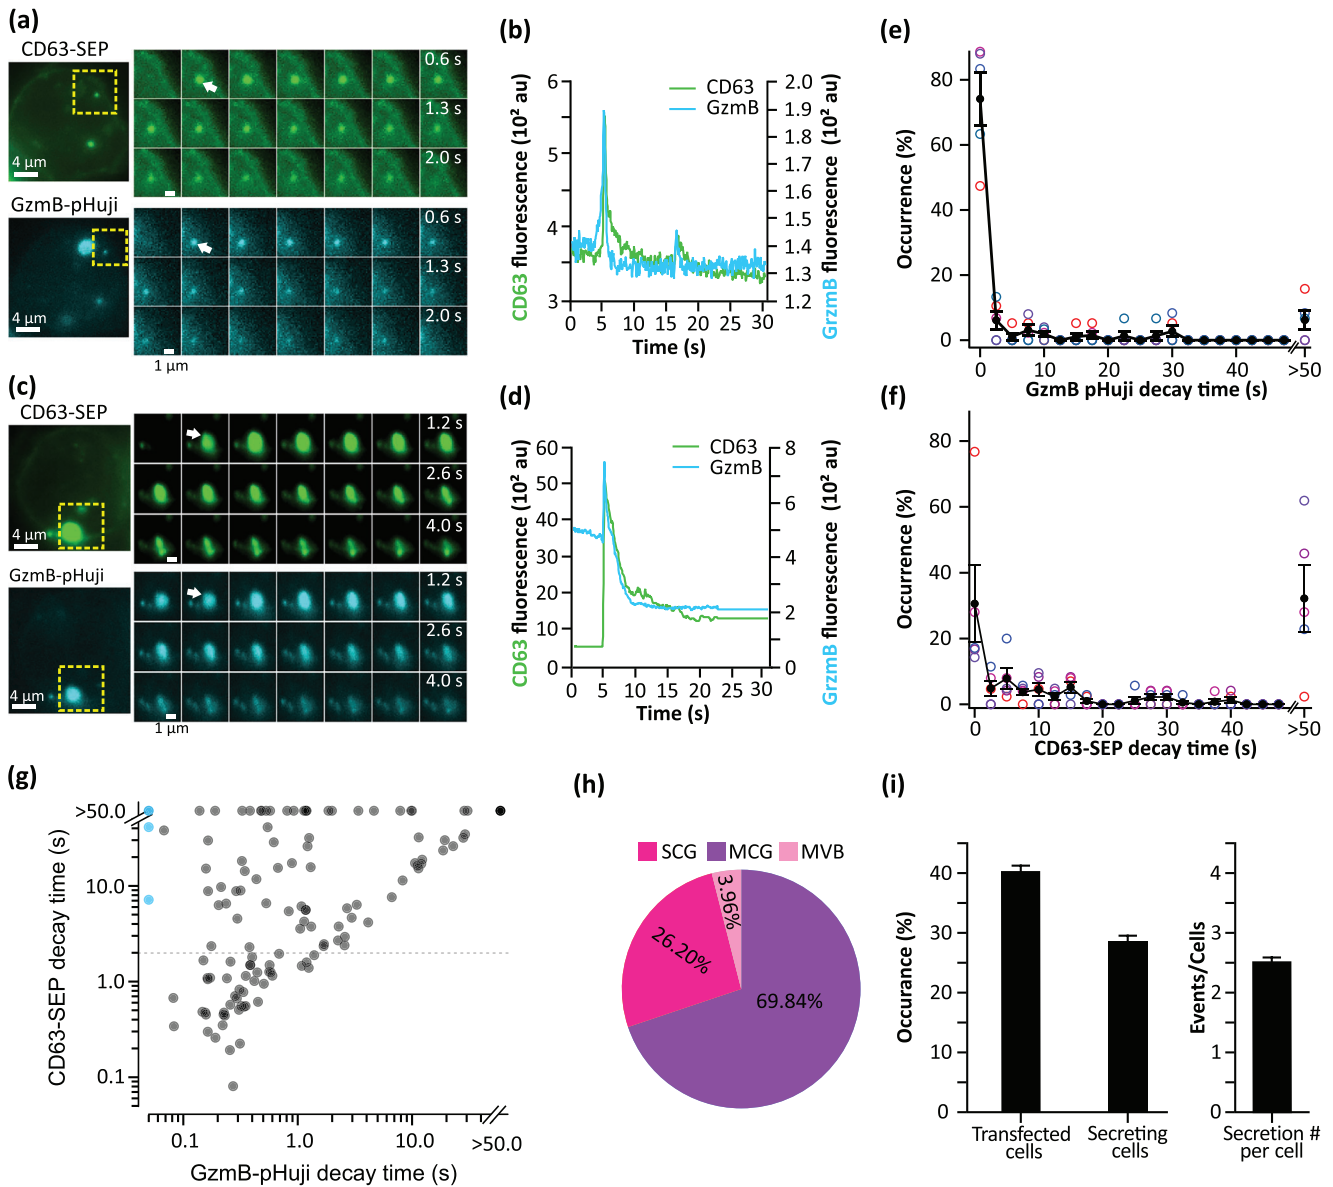 (a)
CD63-SEP
4 µm
0.6 s
1.3 s
2.0 s
GzmB-pHuji
4 µm
0.6 s
1.3 s
2.0 s
1 µm
(b)
CD63 fluorescence (10² au)
6
5
4
3
CD63
GzmB
2.0
1.9
1.8
1.7
1.6
1.5
1.4
1.3
1.2
GrzmB fluorescence (10² au)
0 5 10 15 20 25 30
Time (s)
(e)
Occurrence (%)
80
60
40
20
0
0 10 20 40 >50
GzmB pHuji decay time (s)
(c)
CD63-SEP
4 µm
1.2 s
2.6 s
4.0 s
GzmB-pHuji
4 µm
1.2 s
2.6 s
4.0 s
1 µm
(d)
CD63 fluorescence (10² au)
60
50
40
30
20
10
0
CD63
GzmB
8
6
4
2
0
GrzmB fluorescence (10² au)
0 5 10 15 20 25 30
Time (s)
(f)
Occurrence (%)
80
60
40
20
0
0 10 20 30 40 >50
CD63-SEP decay time (s)
(g)
CD63-SEP decay time (s)
>50.0
10.0
1.0
0.1
0.1 1.0 10.0 >50.0
GzmB-pHuji decay time (s)
(h)
SCG MCG MVB
3.96%
26.20%
69.84%
(i)
Occurance (%)
40
30
40
10
0
Transfected cells
Secreting cells
Events/Cells
4
3
2
1
0
Secretion # per cell